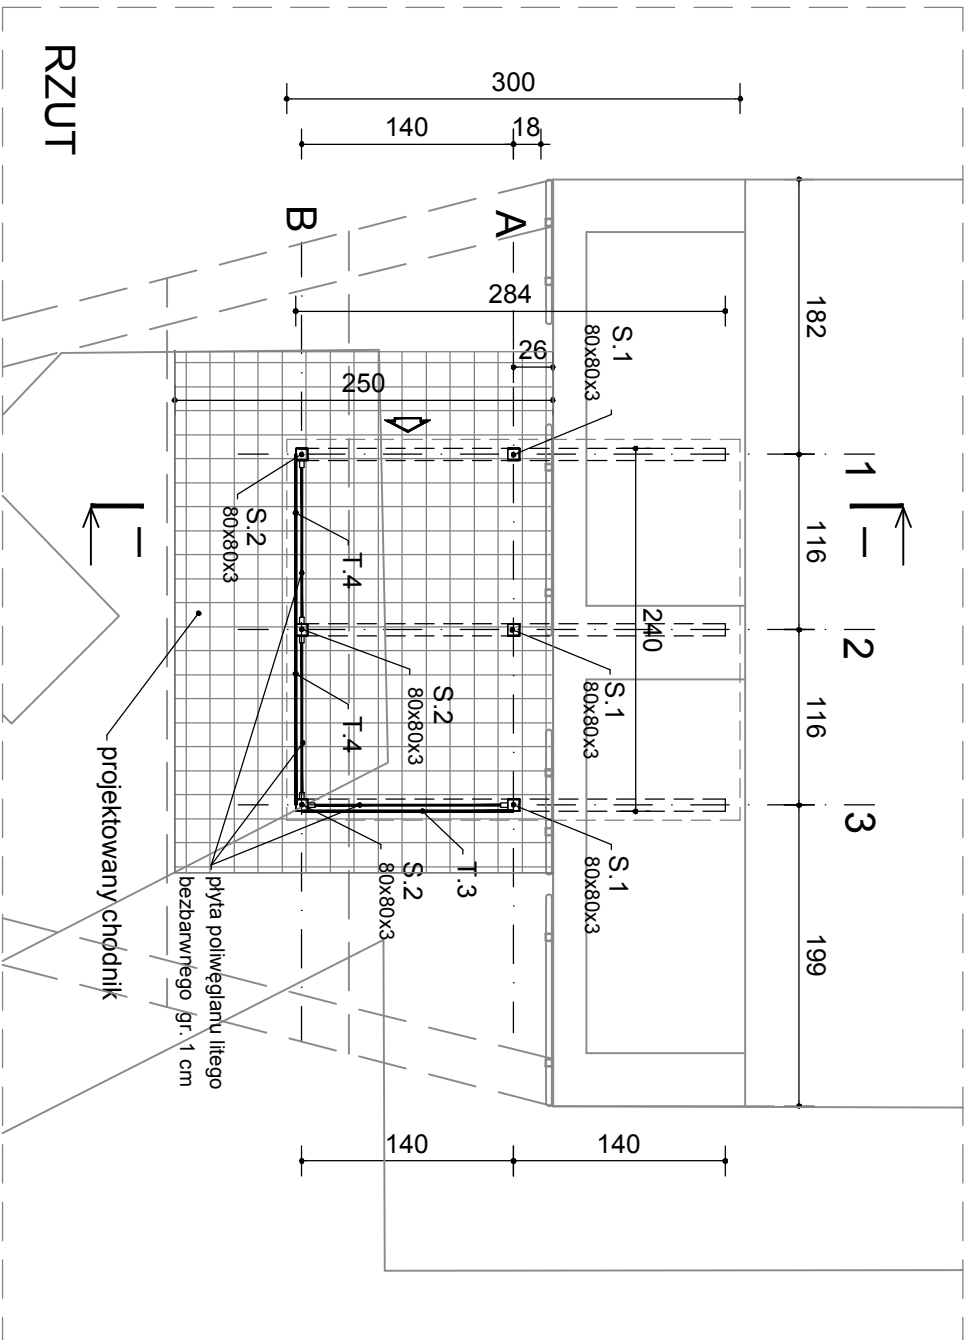 RZUT
300
140
18
B
A
284
26
250
182
S.1
80x80x3
1
I
I
S.2
80x80x3
116
T.4
240
2
S.1
80x80x3
S.2
80x80x3
116
T.4
3
S.1
80x80x3
T.3
S.2
80x80x3
199
projektowany chodnik
płyta poliwęglanu litego
bezbarwnego gr. 1 cm
140
140